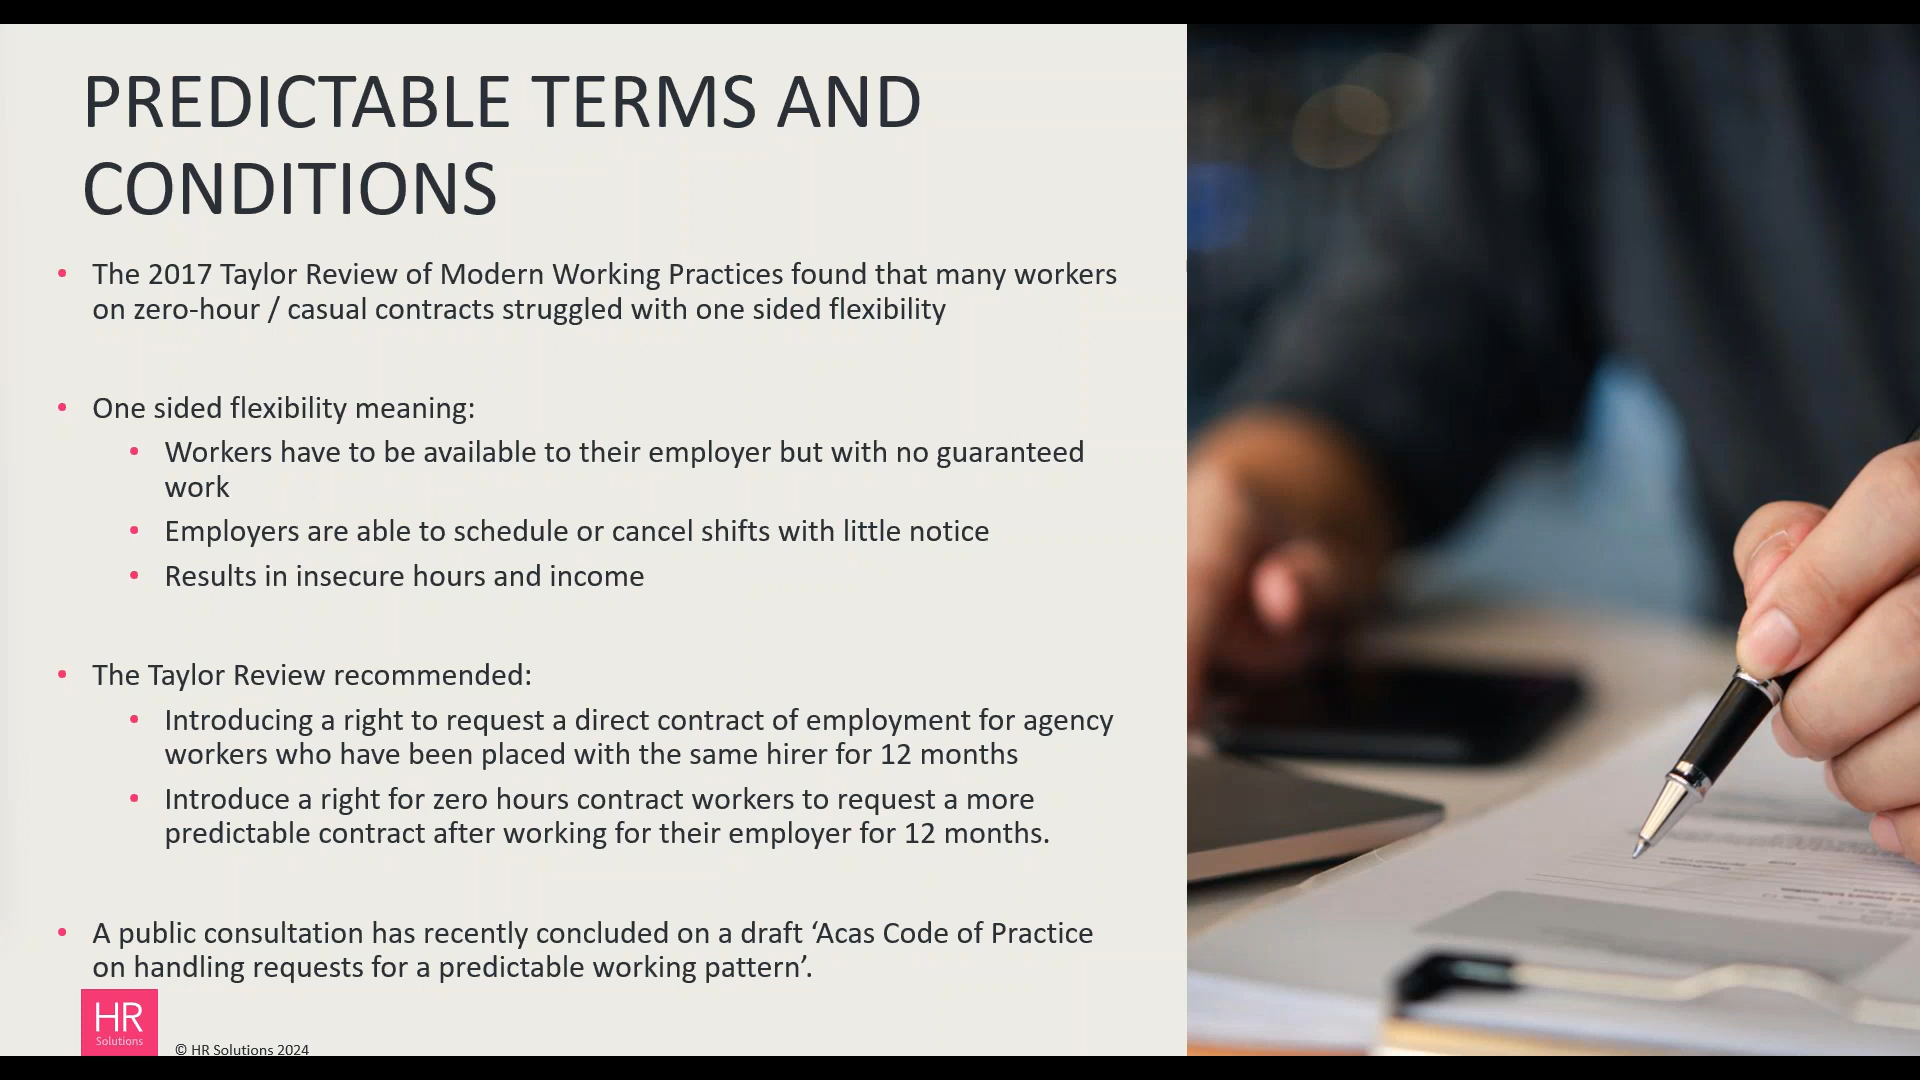 PREDICTABLE TERMS AND
CONDITIONS
• The 2017 Taylor Review of Modern Working Practices found that many workers
on zero-hour / casual contracts struggled with one sided flexibility
• One sided flexibility meaning:
• Workers have to be available to their employer but with no guaranteed
work
• Employers are able to schedule or cancel shifts with little notice
• Results in insecure hours and income
• The Taylor Review recommended:
• Introducing a right to request a direct contract of employment for agency
workers who have been placed with the same hirer for 12 months
• Introduce a right for zero hours contract workers to request a more
predictable contract after working for their employer for 12 months.
• A public consultation has recently concluded on a draft ‘Acas Code of Practice
on handling requests for a predictable working pattern’.
HR
Solutions
© HR Solutions 2024